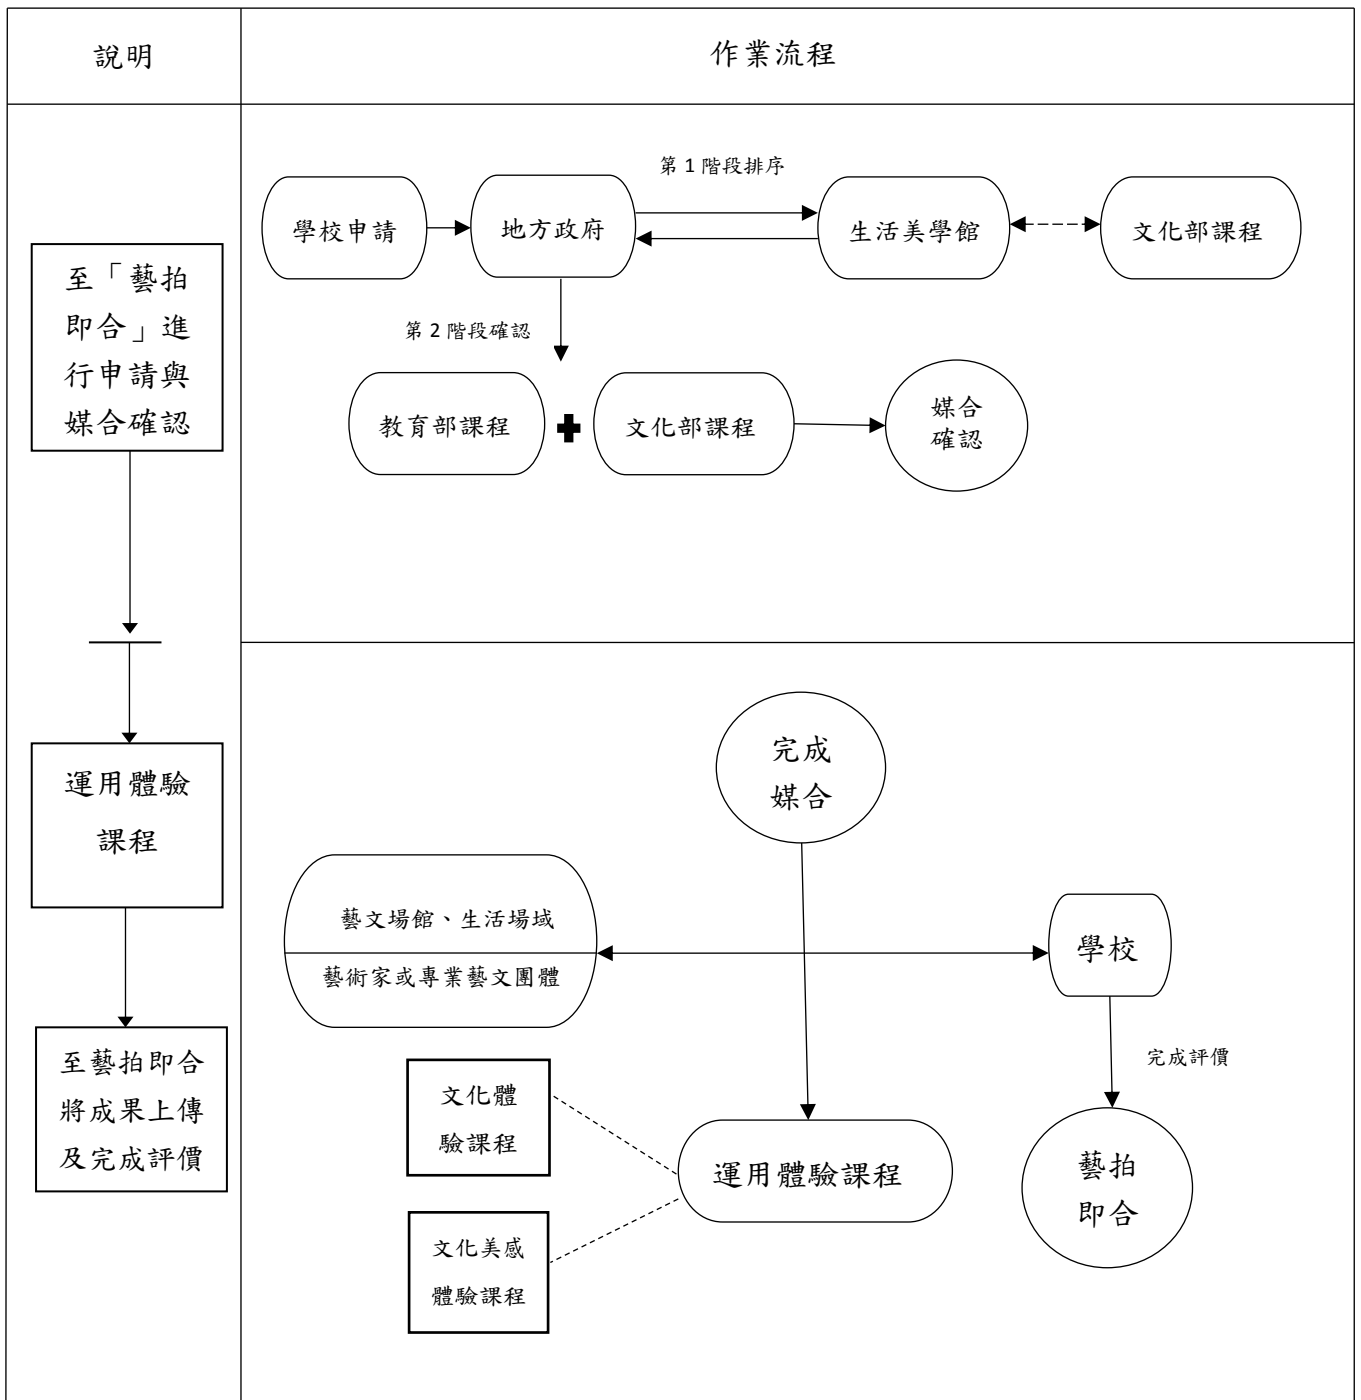 說明
作業流程
至「藝拍
即合」進
行申請與
媒合確認
第 1 階段排序
學校申請
地方政府
生活美學館
文化部課程
第 2 階段確認
教育部課程
文化部課程
媒合
確認
運用體驗
課程
至藝拍即合
將成果上傳
及完成評價
完成
媒合
藝文場館、生活場域
藝術家或專業藝文團體
學校
完成評價
文化體
驗課程
文化美感
體驗課程
運用體驗課程
藝拍
即合